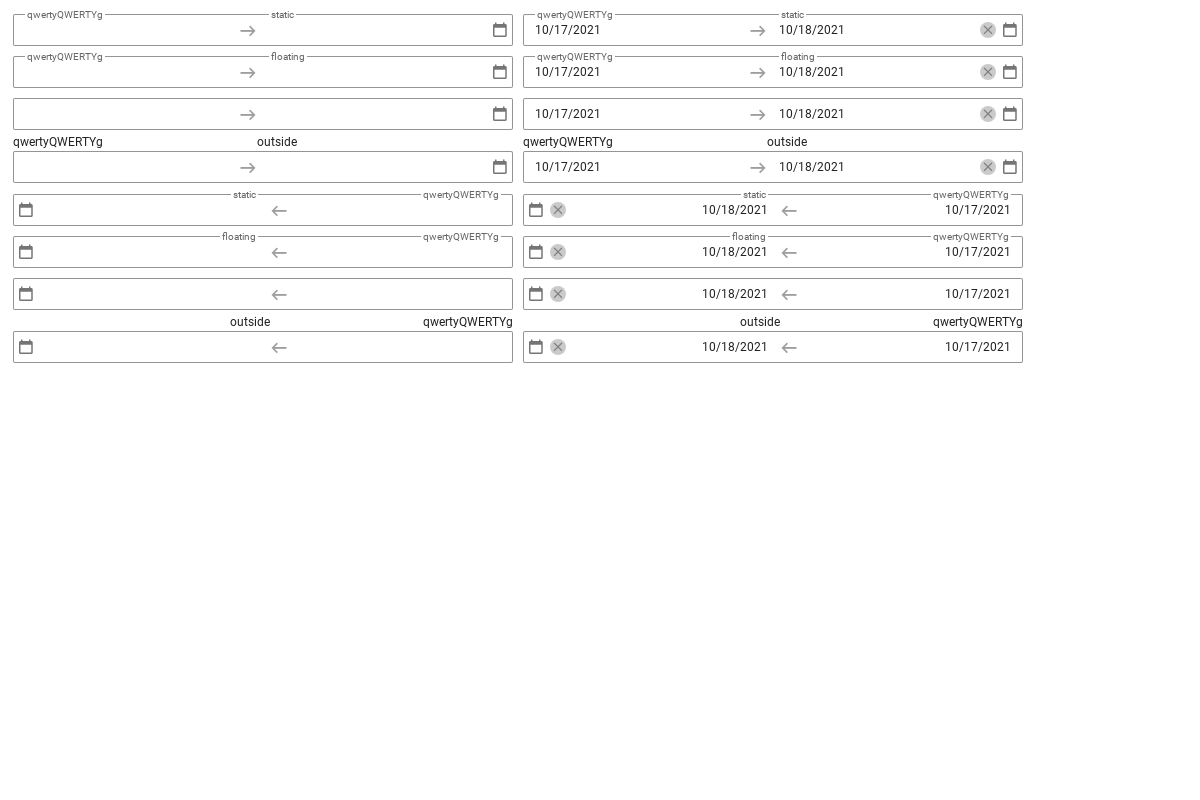 qwertyQWERTYg static qwertyQWERTYg static
10/17/2021 10/18/2021
qwertyQWERTYg floating qwertyQWERTYg floating
10/17/2021 10/18/2021
10/17/2021 10/18/2021
qwertyQWERTYg outside qwertyQWERTYg outside
10/17/2021 10/18/2021
static qwertyQWERTYg static qwertyQWERTYg
10/18/2021 10/17/2021
floating qwertyQWERTYg floating qwertyQWERTYg
10/18/2021 10/17/2021
10/18/2021 10/17/2021
outside qwertyQWERTYg outside qwertyQWERTYg
10/18/2021 10/17/2021